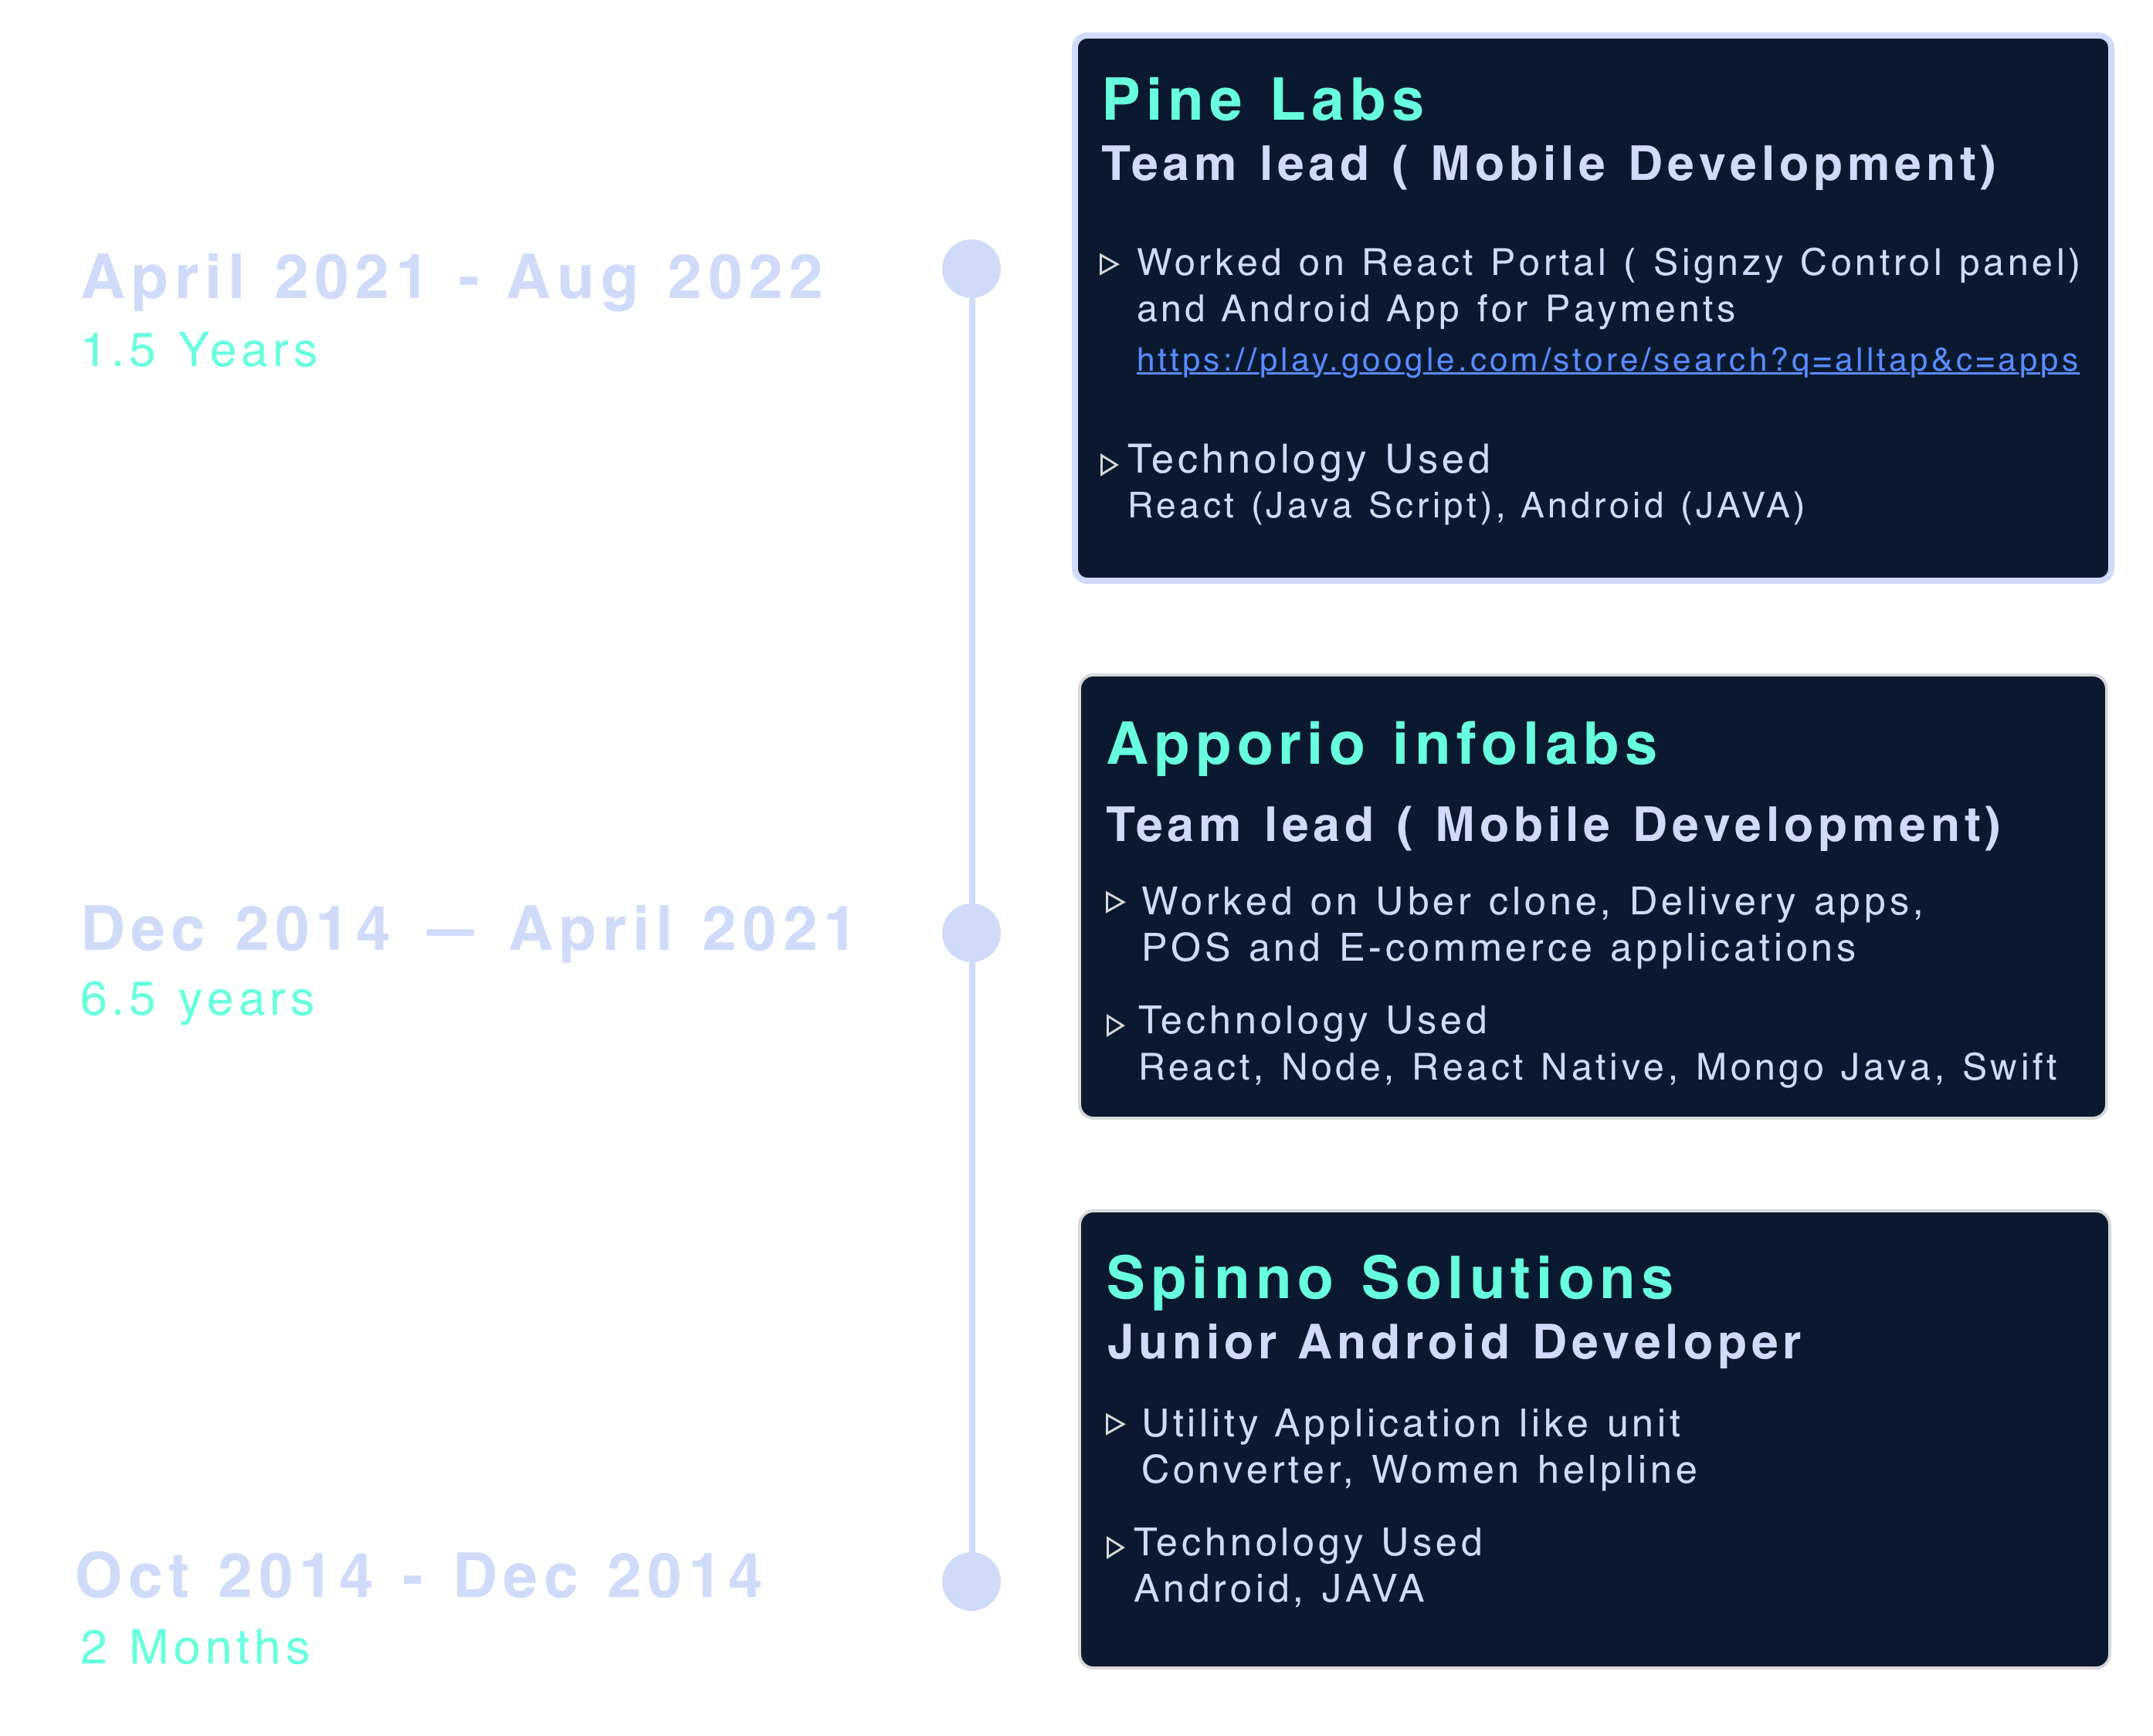 April 2021 - Aug 2022
1.5 Years
Pine Labs
Team lead ( Mobile Development)
Worked on React Portal ( Signzy Control panel)
and Android App for Payments
https://play.google.com/store/search?q=alltap&c=apps
Technology Used
React (Java Script), Android (JAVA)
Dec 2014 — April 2021
6.5 years
Apporio infolabs
Team lead ( Mobile Development)
Worked on Uber clone, Delivery apps,
POS and E-commerce applications
Technology Used
React, Node, React Native, Mongo Java, Swift
Oct 2014 - Dec 2014
2 Months
Spinno Solutions
Junior Android Developer
Utility Application like unit
Converter, Women helpline
Technology Used
Android, JAVA